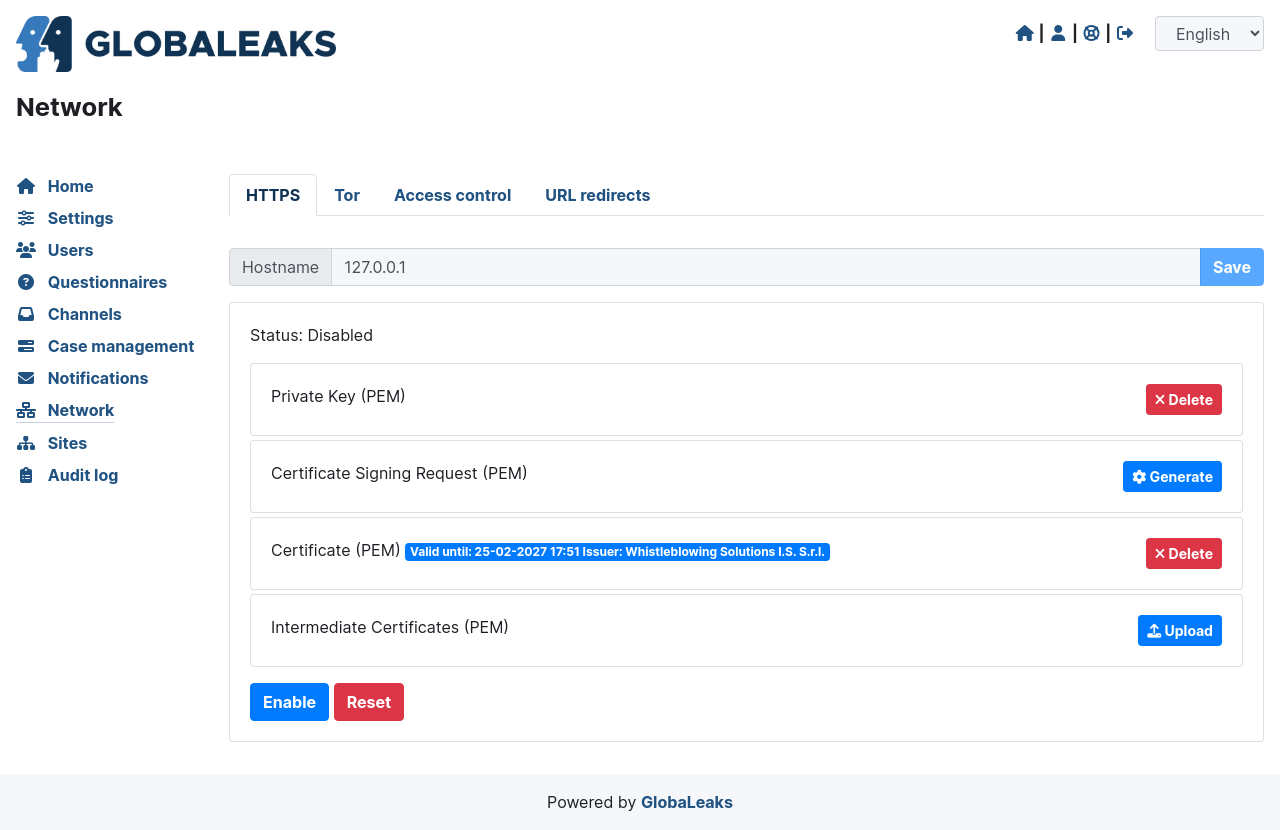 GLOBALEAKS
| | |
English
Network
Home
Settings
Users
Questionnaires
Channels
Case management
Notifications
Network
Sites
Audit log
HTTPS Tor Access control URL redirects
Hostname 127.0.0.1 Save
Status: Disabled
Private Key (PEM) Delete
Certificate Signing Request (PEM) Generate
Certificate (PEM) Valid until: 25-02-2027 17:51 Issuer: Whistleblowing Solutions I.S. S.r.l. Delete
Intermediate Certificates (PEM) Upload
Enable Reset
Powered by GlobaLeaks